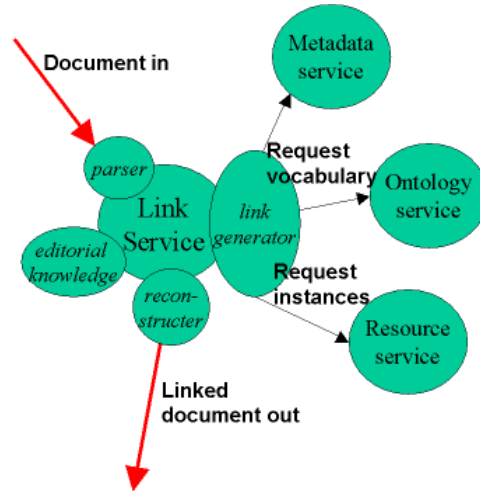 Document in
Metadata
service
parser
Request
vocabulary
Ontology
service
Link
Service
link
generator
editorial
knowledge
Request
instances
recon-
structer
Resource
service
Linked
document out